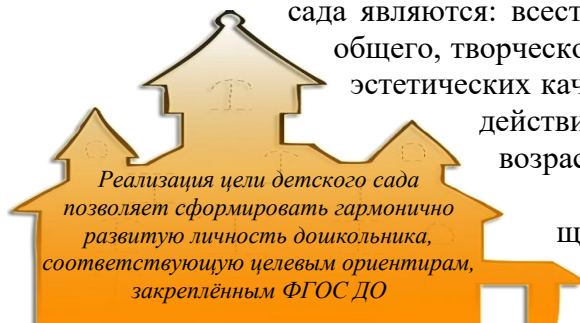 сада являются: всест
общего, творческо
эстетических кач
действи
возрас
щ
Реализация цели детского сада
позволяет сформировать гармонично
развитую личность дошкольника,
соответствующую целевым ориентирам,
закреплённым ФГОС ДО